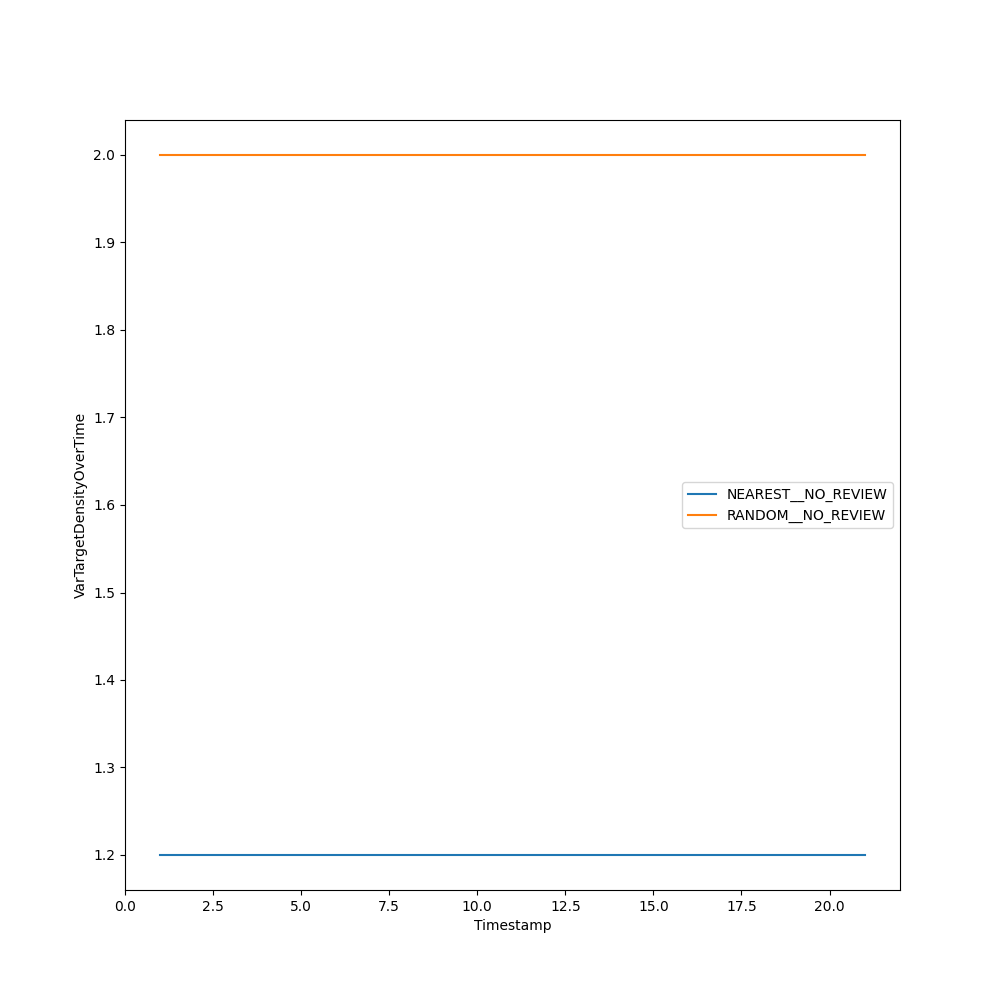 2.0
1.9
1.8
1.7
1.6
1.5
1.4
1.3
1.2
VarTargetDensityOverTime
NEAREST__NO_REVIEW
RANDOM__NO_REVIEW
0.0 2.5 5.0 7.5 10.0 12.5 15.0 17.5 20.0
Timestamp